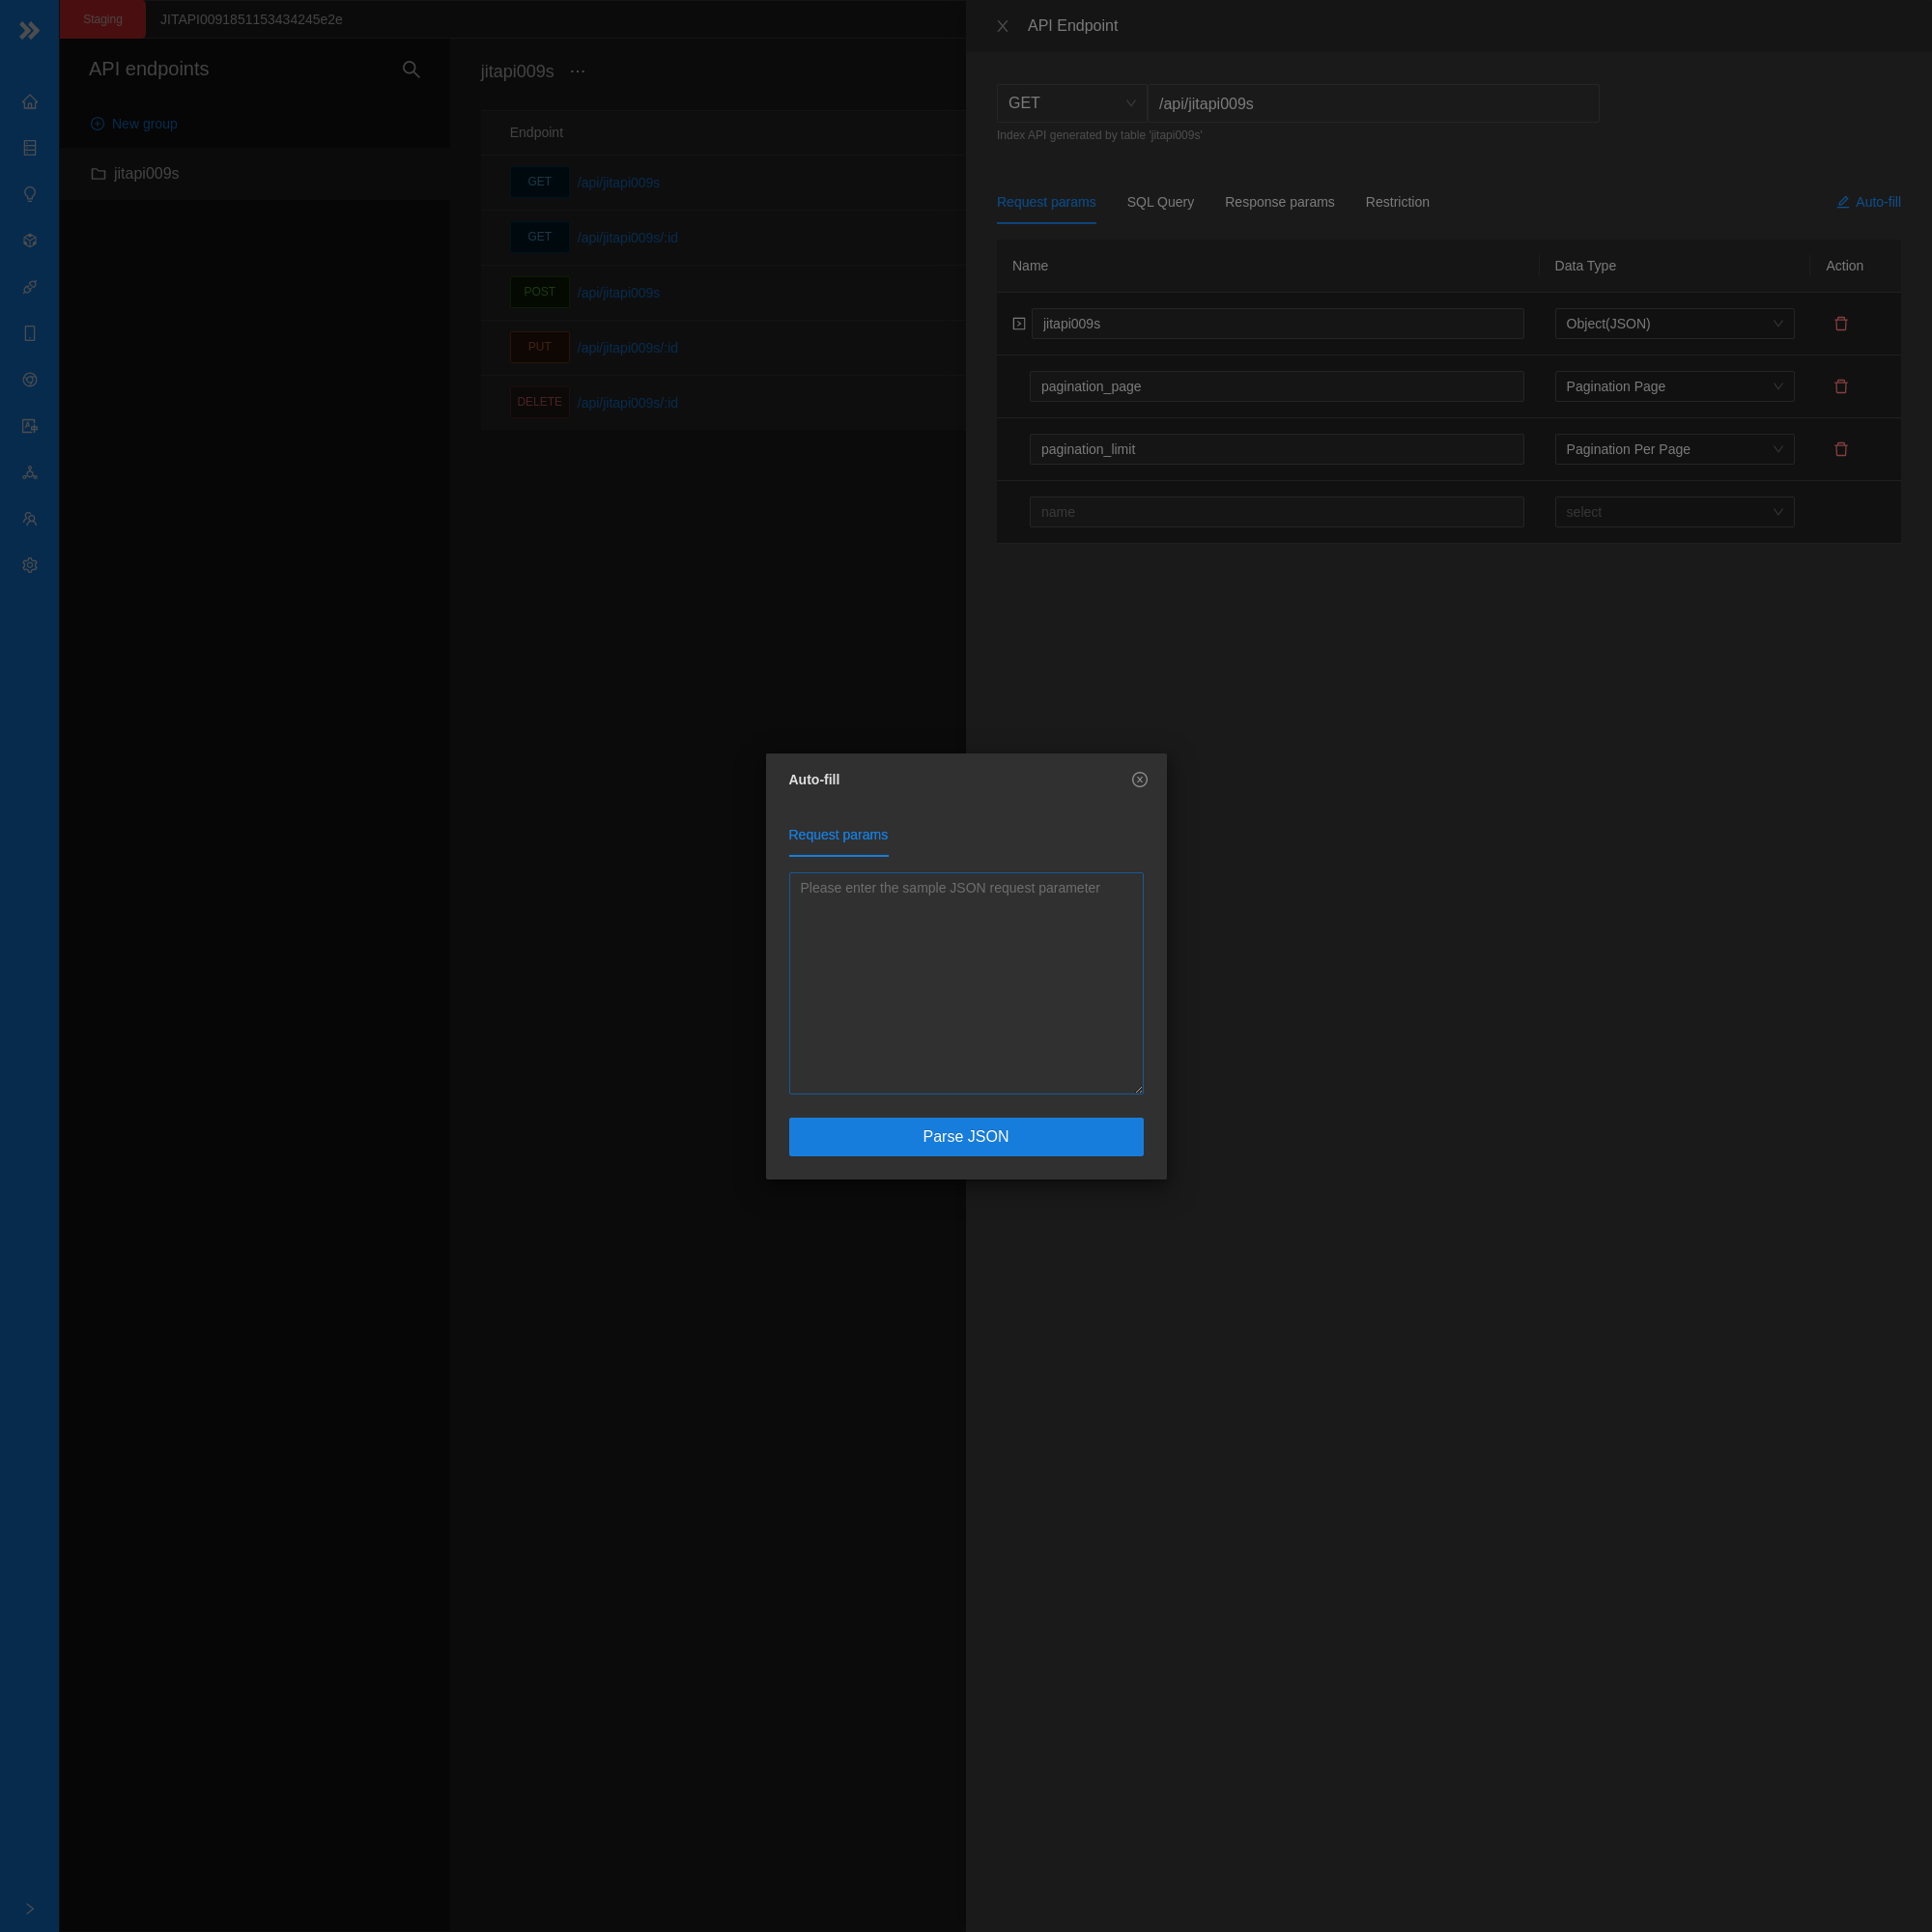 Staging
JITAPI0091851153434245e2e
API endpoints
New group
jitapi009s
jitapi009s
Endpoint
GET /api/jitapi009s
GET /api/jitapi009s/:id
POST /api/jitapi009s
PUT /api/jitapi009s/:id
DELETE /api/jitapi009s/:id
API Endpoint
GET /api/jitapi009s
Index API generated by table 'jitapi009s'
Request params SQL Query Response params Restriction Auto-fill
Name Data Type Action
jitapi009s Object(JSON)
pagination_page Pagination Page
pagination_limit Pagination Per Page
name select
Auto-fill
Request params
Please enter the sample JSON request parameter
Parse JSON